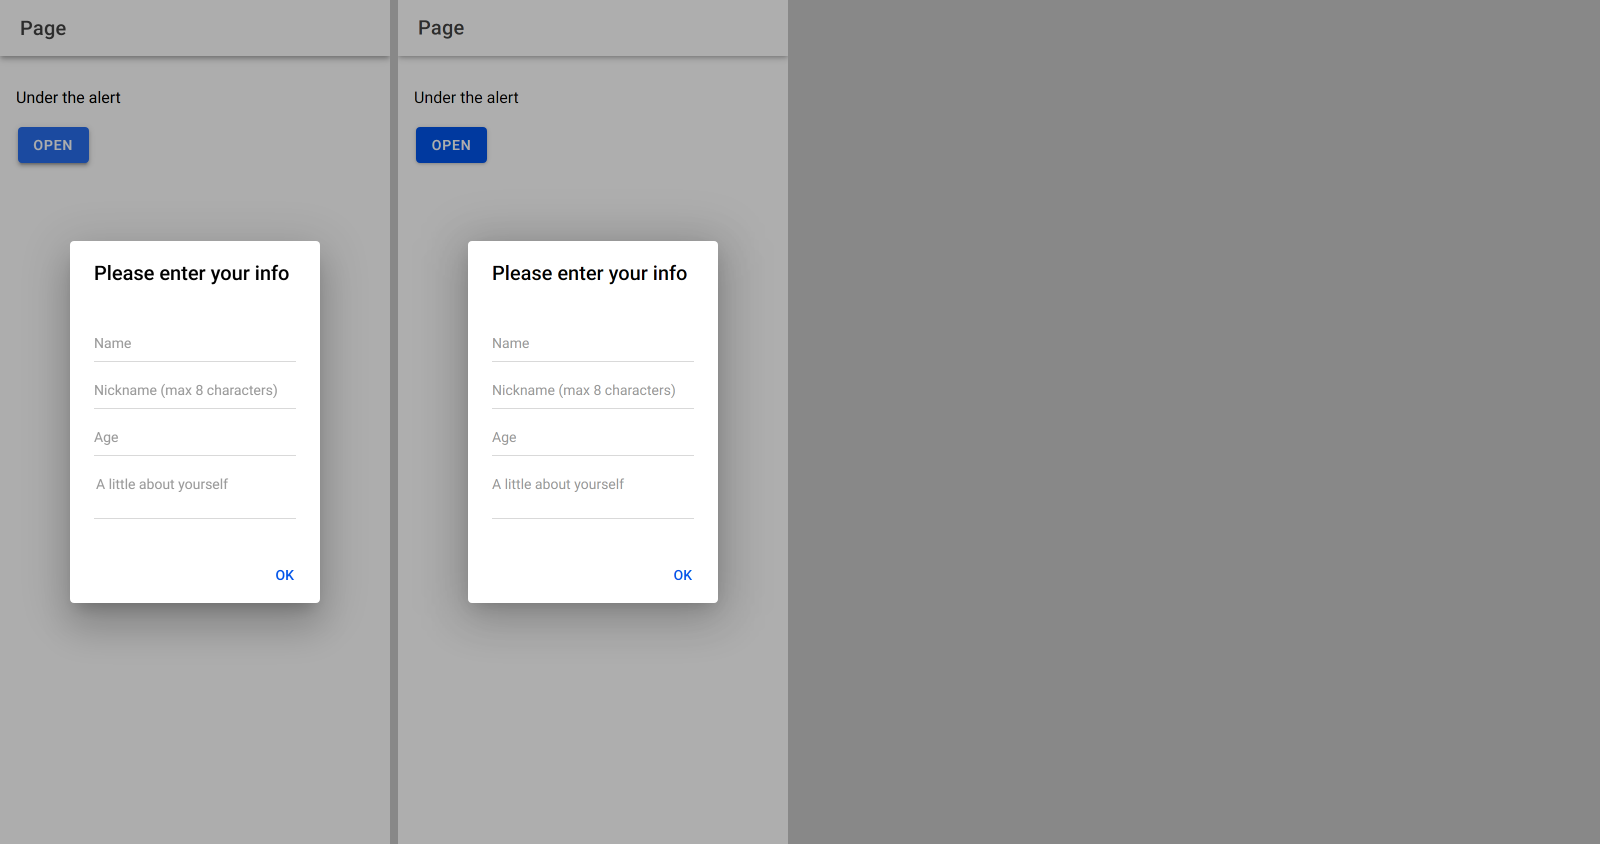 Page
Under the alert
OPEN
Please enter your info
Name
Nickname (max 8 characters)
Age
A little about yourself
OK
Page
Under the alert
OPEN
Please enter your info
Name
Nickname (max 8 characters)
Age
A little about yourself
OK